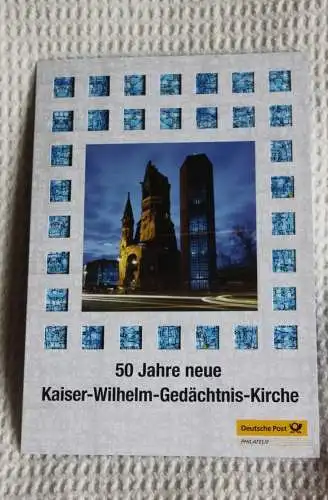 50 Jahre neue
Kaiser-Wilhelm-Gedächtnis-Kirche
Deutsche Post
PHILATELIE